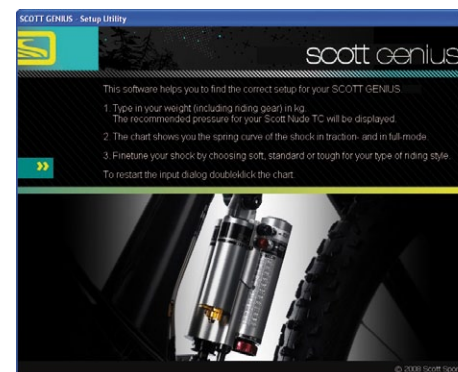 SCOTT GENIUS - Setup Utility
scott genius
This software helps you to find the correct setup for your SCOTT GENIUS.
1. Type in your weight (including riding gear) in kg.
The recommended pressure for your Scott Nude TC will be displayed.
2. The chart shows you the spring curve of the shock in traction- and in full-mode.
3. Finetune your shock by choosing soft, standard or tough for your type of riding style.
To restart the input dialog doubleklick the chart.
© 2008 Scott Spor